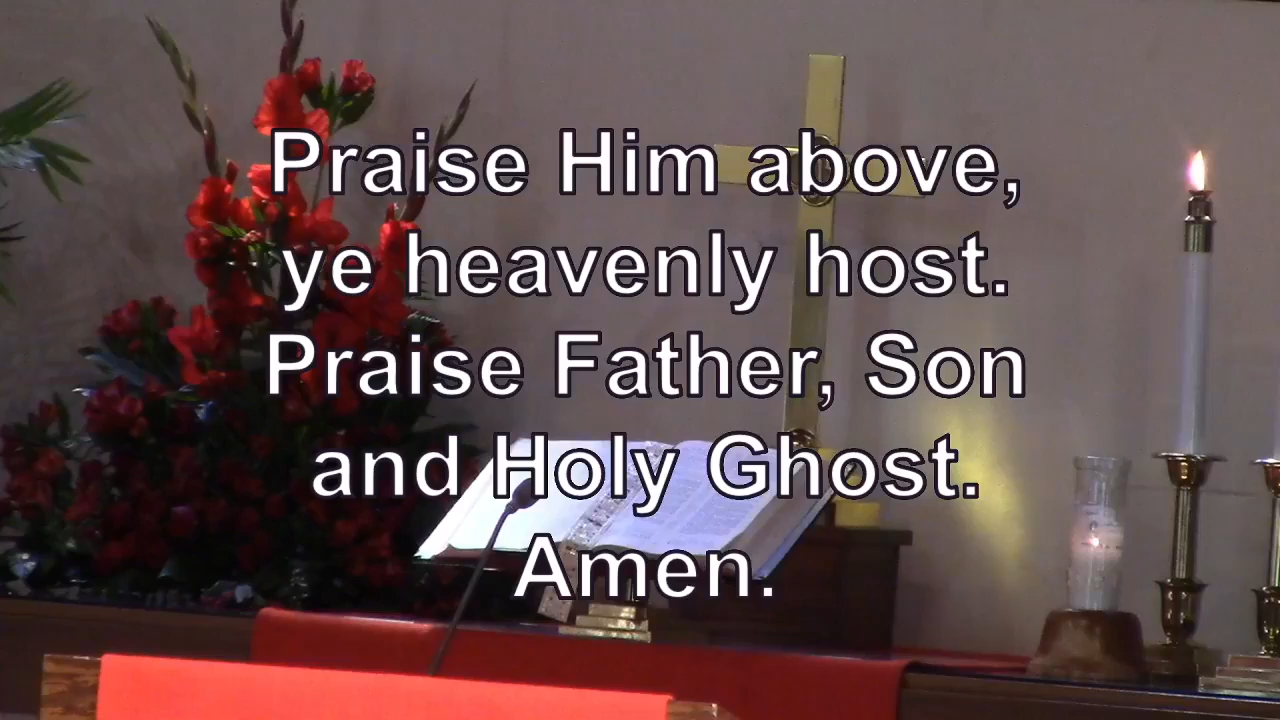 Praise Him above,
ye heavenly host.
Praise Father, Son
and Holy Ghost.
Amen.